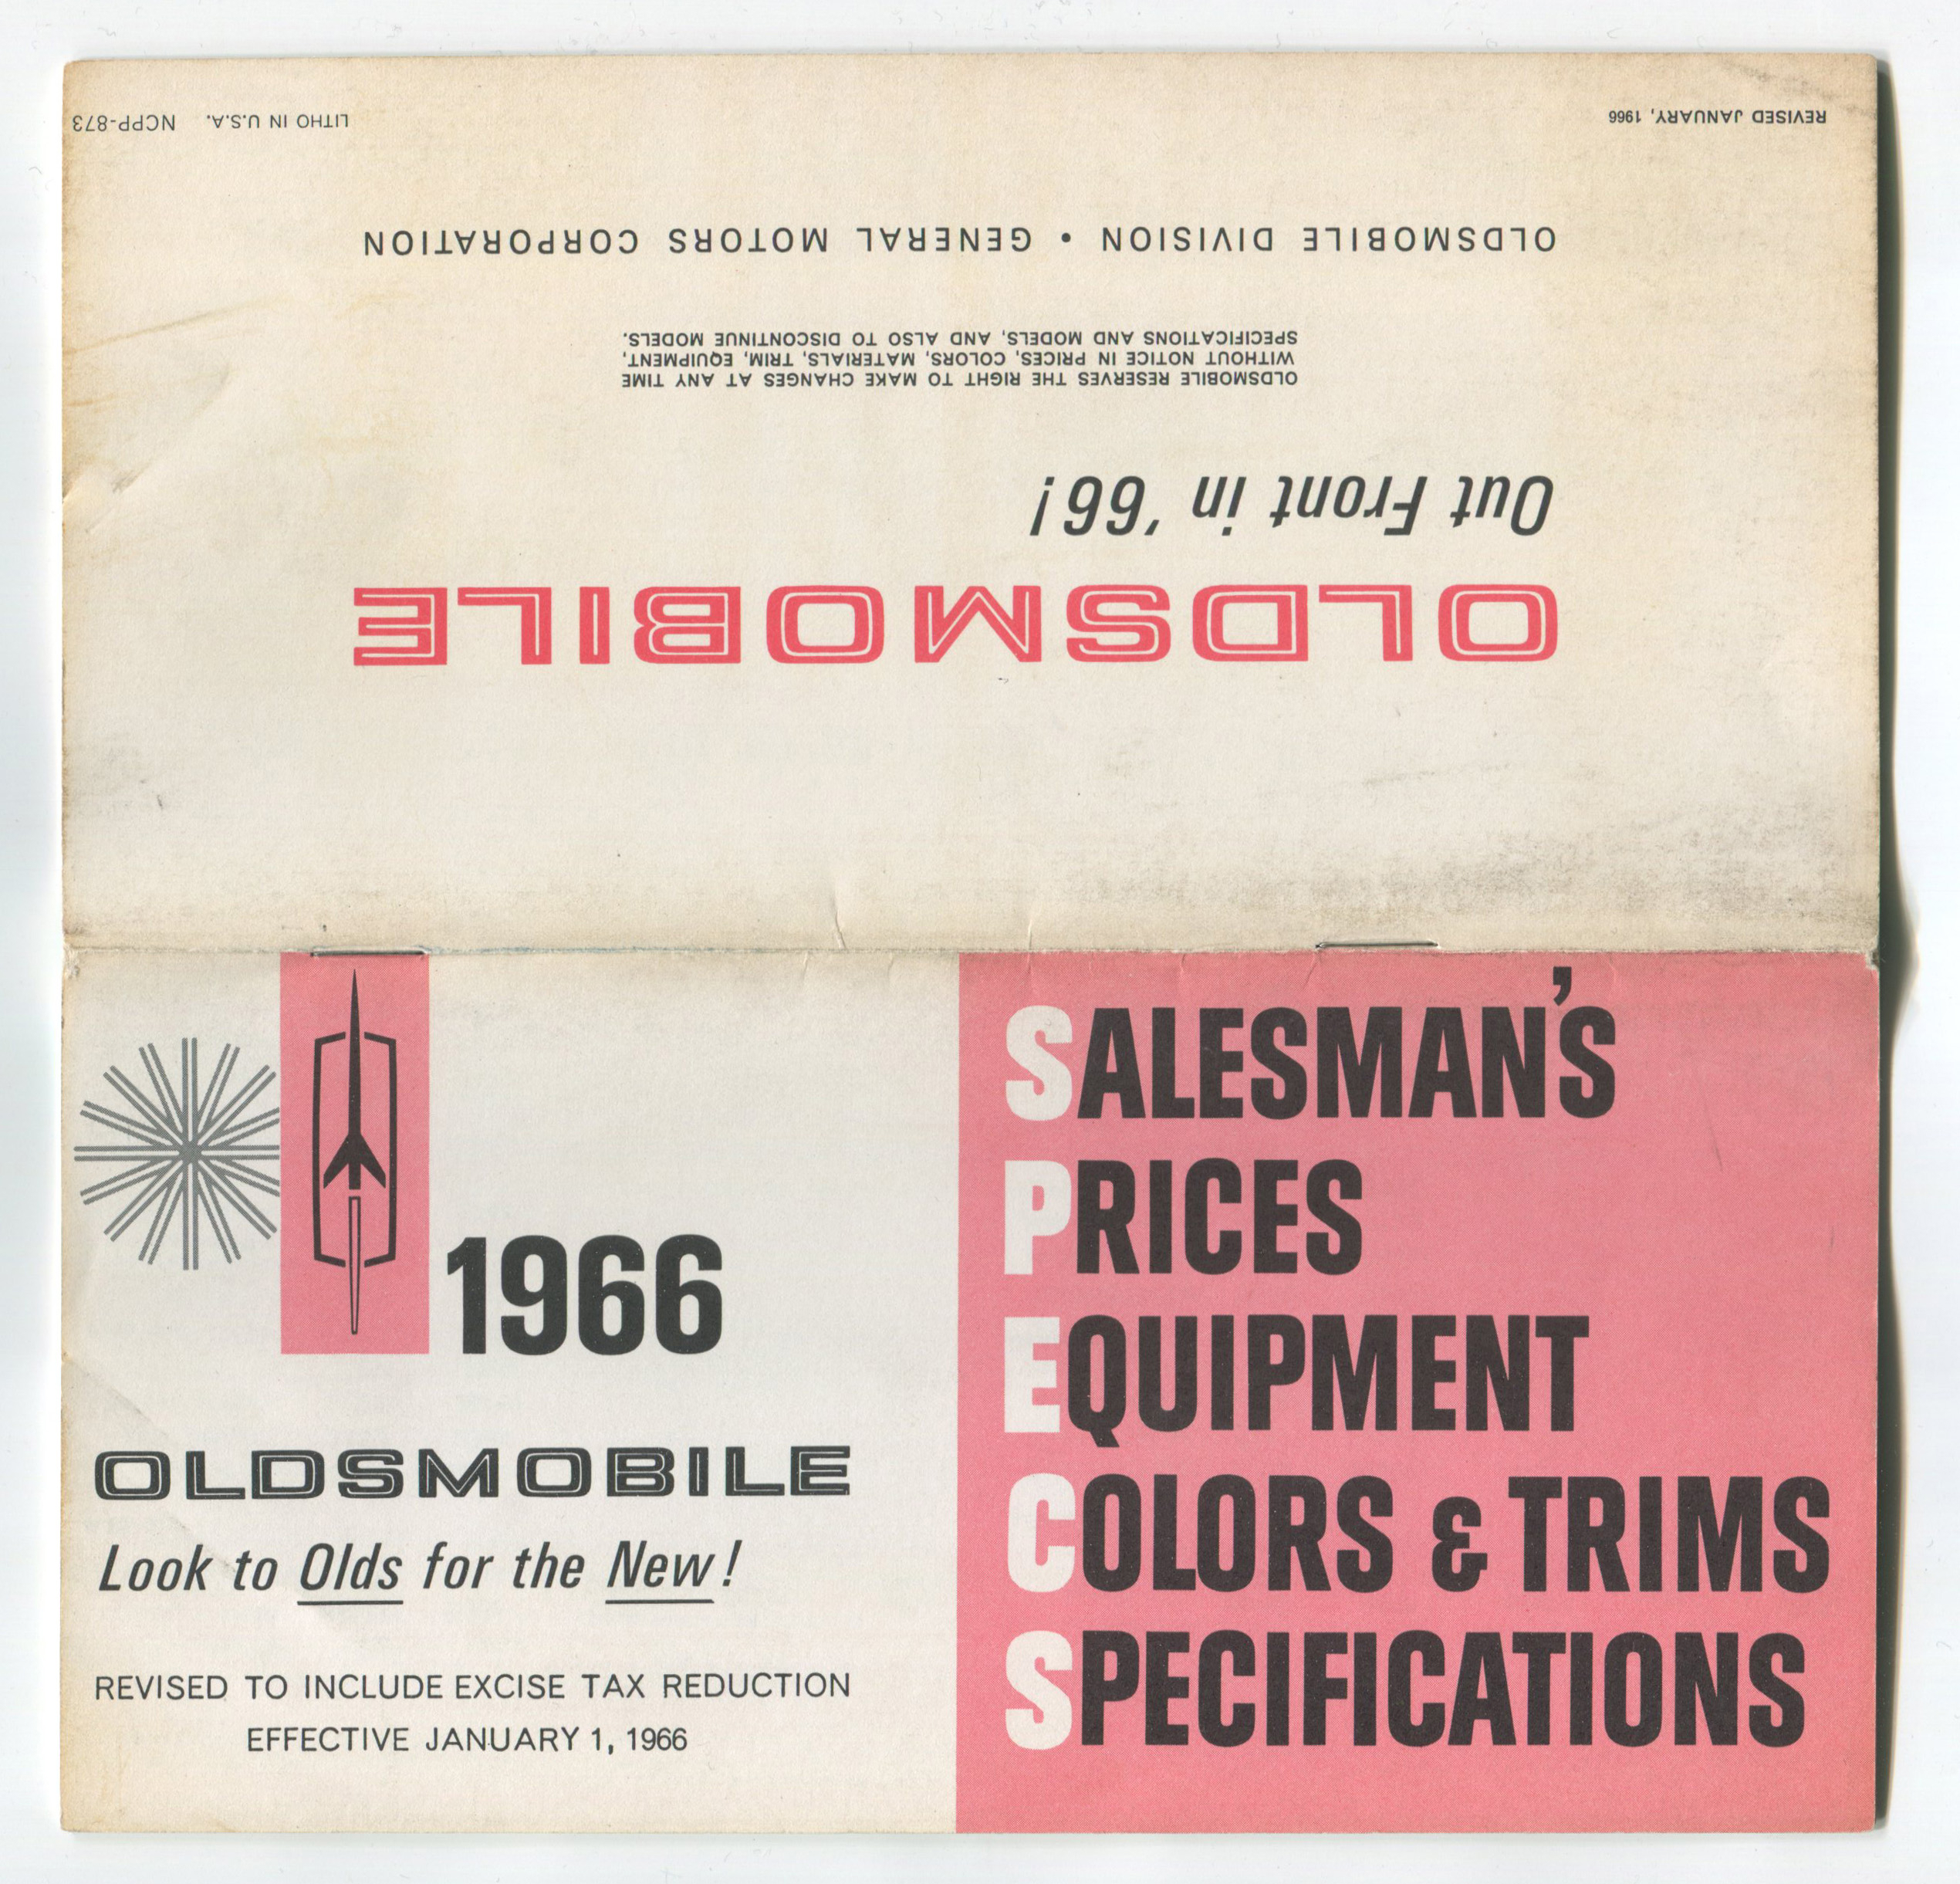 1966
OLDSMOBILE
Look to Olds for the New!
REVISED TO INCLUDE EXCISE TAX REDUCTION
EFFECTIVE JANUARY 1, 1966
SALESMAN'S
PRICES
EQUIPMENT
COLORS & TRIMS
SPECIFICATIONS
OLDSMOBILE
Out Front in '66!
OLDSMOBILE RESERVES THE RIGHT TO MAKE CHANGES AT ANY TIME
WITHOUT NOTICE IN PRICES, COLORS, MATERIALS, TRIM, EQUIPMENT,
SPECIFICATIONS AND MODELS, AND ALSO TO DISCONTINUE MODELS.
OLDSMOBILE DIVISION • GENERAL MOTORS CORPORATION
REVISED JANUARY, 1966
LITHO IN U.S.A. NCPP-873